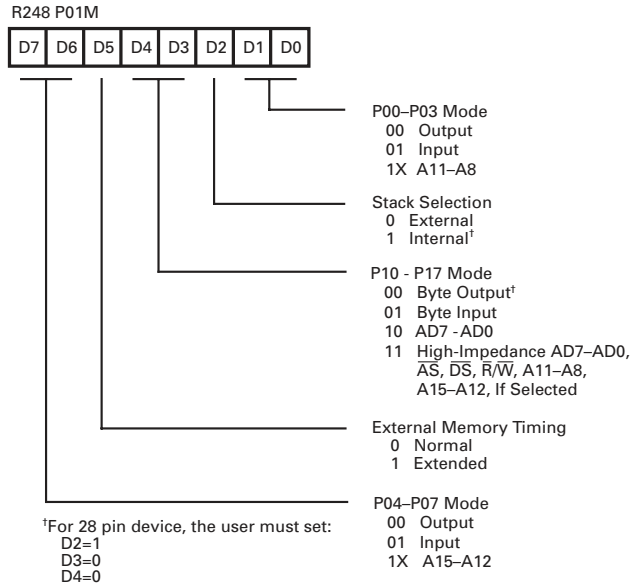 R248 P01M
D7 D6 D5 D4 D3 D2 D1 D0
P00–P03 Mode
00 Output
01 Input
1X A11–A8
Stack Selection
0 External
1 Internal†
P10 - P17 Mode
00 Byte Output†
01 Byte Input
10 AD7 - AD0
11 High-Impedance AD7–AD0,
A̅S̅, D̅S̅, R̅/W̅, A11–A8,
A15–A12, If Selected
External Memory Timing
0 Normal
1 Extended
P04–P07 Mode
00 Output
01 Input
1X A15–A12
†For 28 pin device, the user must set:
D2=1
D3=0
D4=0